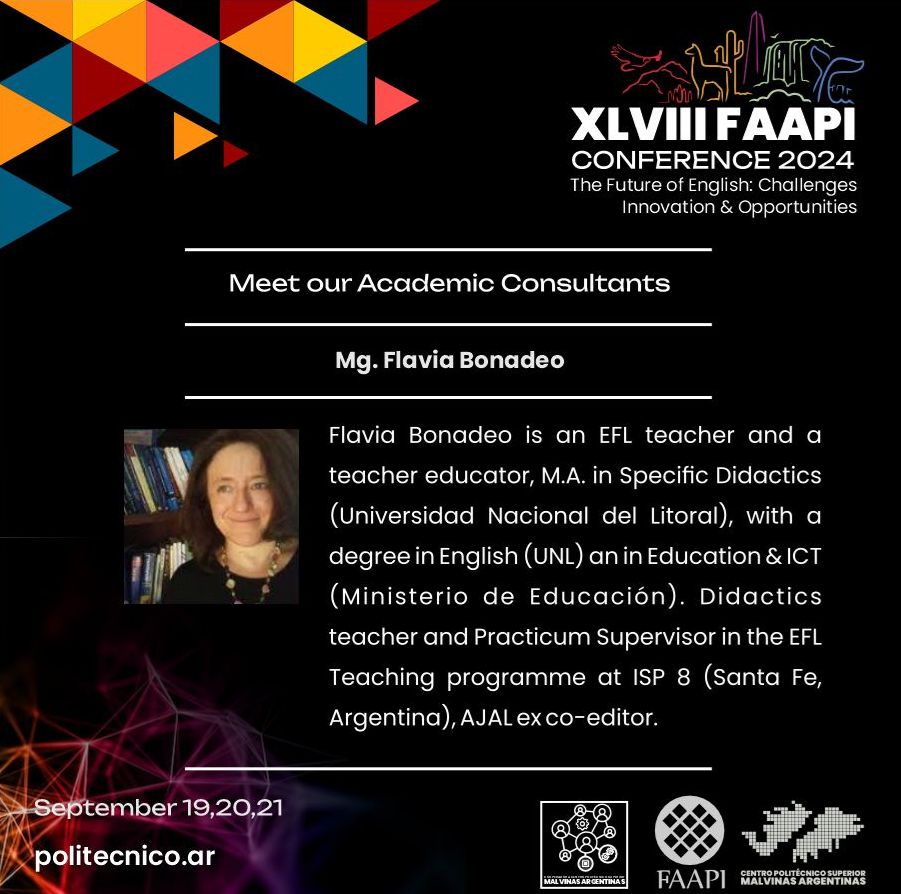 XLVIII FAAPI
CONFERENCE 2024
The Future of English: Challenges
Innovation & Opportunities
Meet our Academic Consultants
Mg. Flavia Bonadeo
Flavia Bonadeo is an EFL teacher and a
teacher educator, M.A. in Specific Didactics
(Universidad Nacional del Litoral), with a
degree in English (UNL) an in Education & ICT
(Ministerio de Educación). Didactics
teacher and Practicum Supervisor in the EFL
Teaching programme at ISP 8 (Santa Fe,
Argentina), AJAL ex co-editor.
September 19,20,21
politecnico.ar
MALVINAS ARGENTINAS
FAAPI
CENTRO POLITÉCNICO SUPERIOR
MALVINAS ARGENTINAS